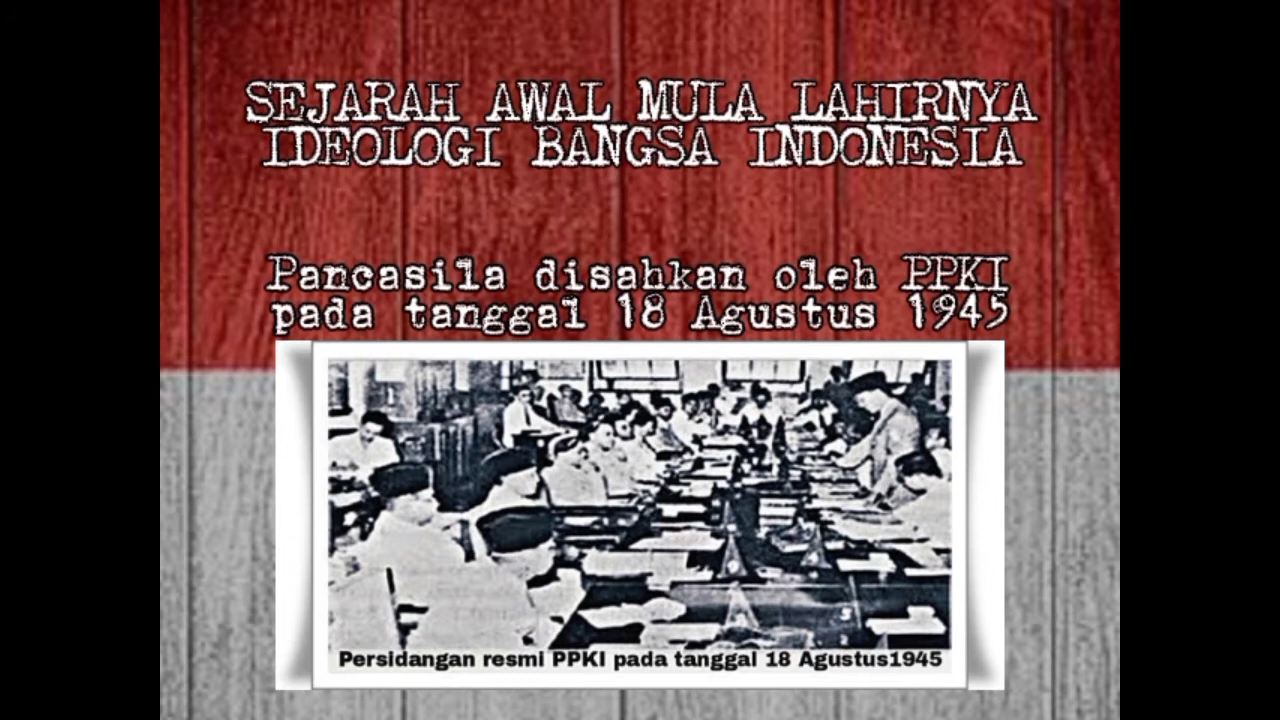 SEJARAH AWAL MULA LAHIRNYA
IDEOLOGI BANGSA INDONESIA
Pancasila disahkan oleh PPKI
pada tanggal 18 Agustus 1945
Persidangan resmi PPKI pada tanggal 18 Agustus1945